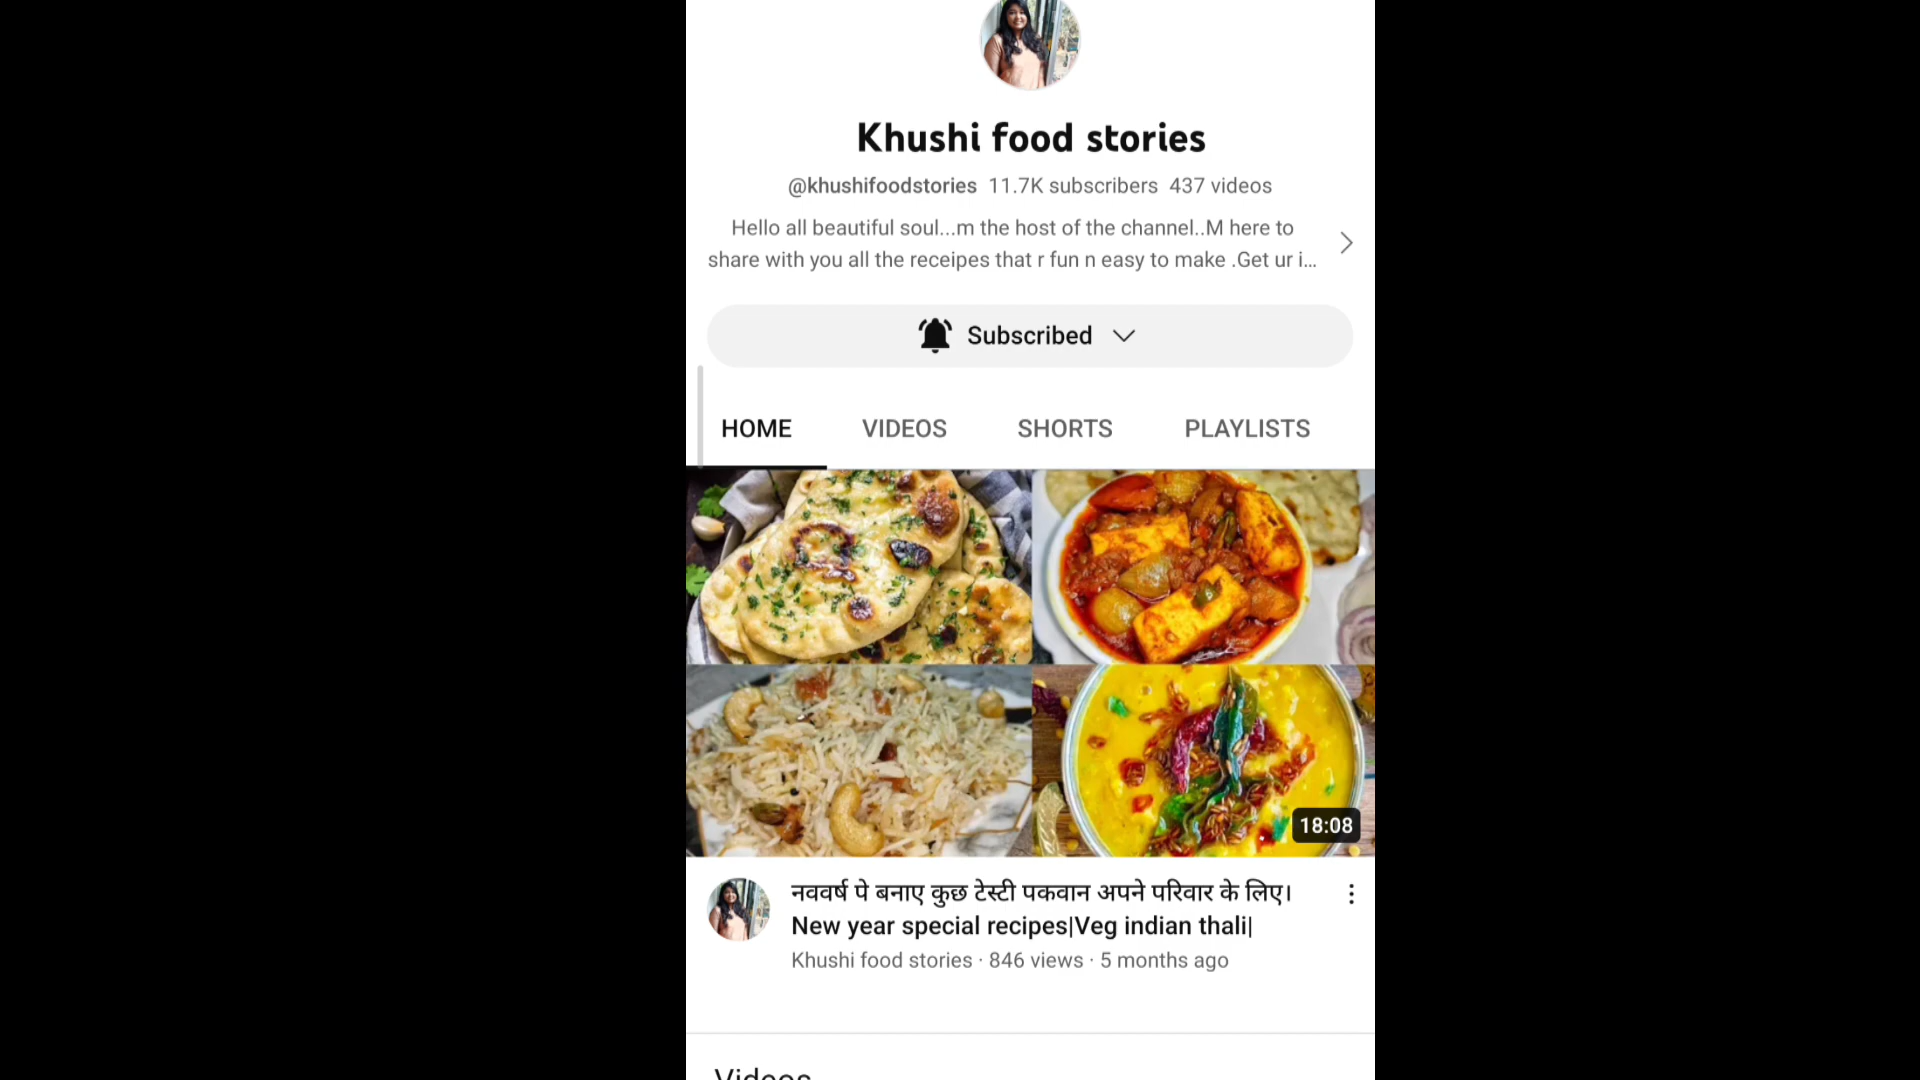 Khushi food stories
@khushifoodstories 11.7K subscribers 437 videos
Hello all beautiful soul...m the host of the channel..M here to
share with you all the receipes that r fun n easy to make .Get ur i...
Subscribed
HOME VIDEOS SHORTS PLAYLISTS
18:08
नववर्ष पे बनाए कुछ टेस्टी पकवान अपने परिवार के लिए।
New year special recipes|Veg indian thali|
Khushi food stories · 846 views · 5 months ago
Videos